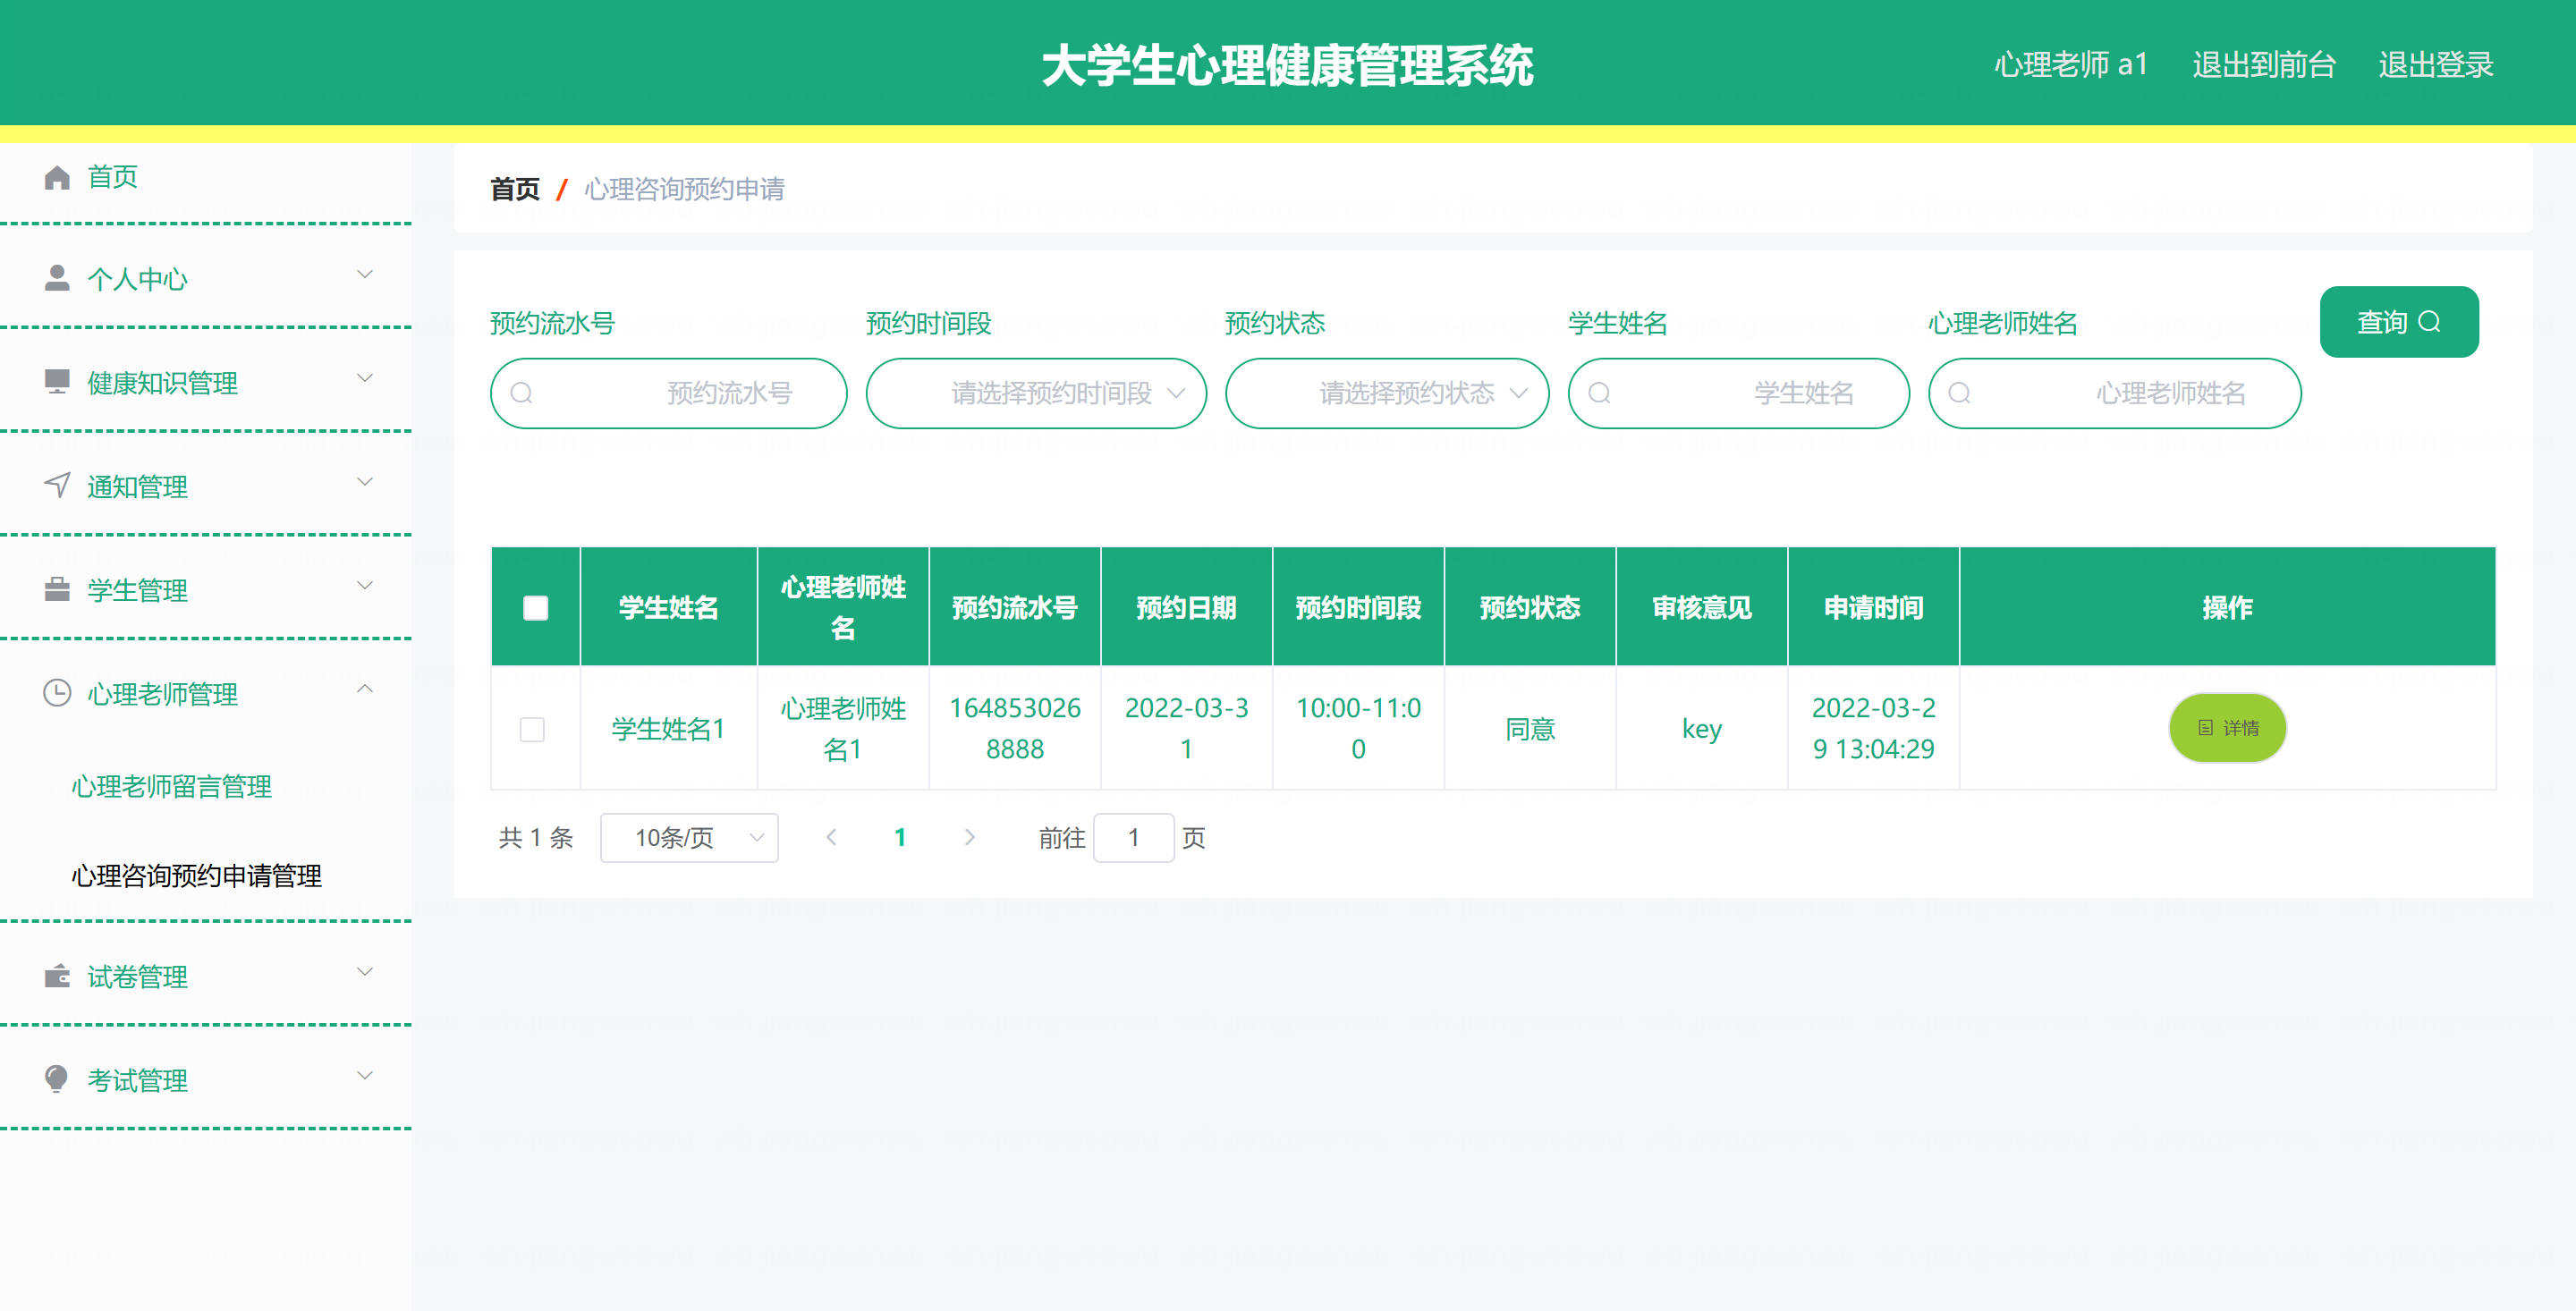 大学生心理健康管理系统
心理老师 a1 退出到前台 退出登录
首页
个人中心
健康知识管理
通知管理
学生管理
心理老师管理
心理老师留言管理
心理咨询预约申请管理
试卷管理
考试管理
首页 / 心理咨询预约申请
预约流水号 预约时间段 预约状态 学生姓名 心理老师姓名 查询
预约流水号 请选择预约时间段 请选择预约状态 学生姓名 心理老师姓名
学生姓名 心理老师姓名 预约流水号 预约日期 预约时间段 预约状态 审核意见 申请时间 操作
学生姓名1 心理老师姓名1 1648530268888 2022-03-31 10:00-11:00 同意 key 2022-03-29 13:04:29 详情
共 1 条 10条/页 1 前往 1 页